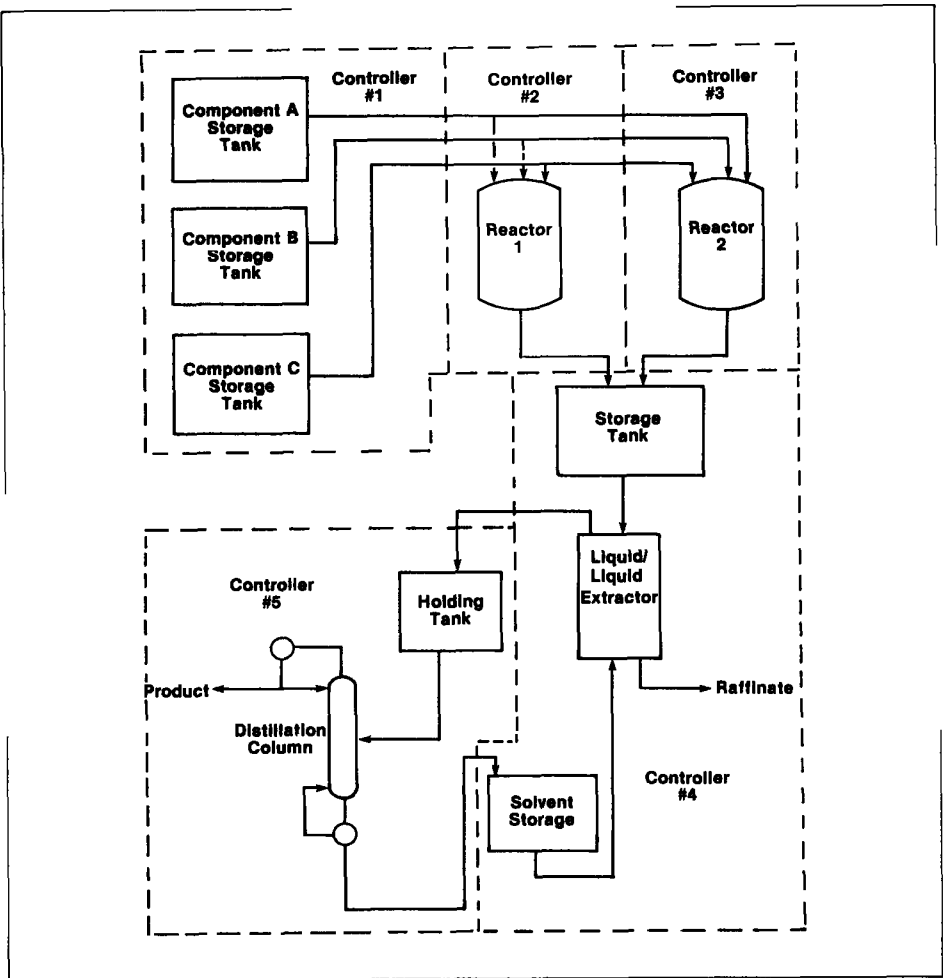 Component A
Storage
Tank
Controller
#1
Controller
#2
Controller
#3
Component B
Storage
Tank
Reactor
1
Reactor
2
Component C
Storage
Tank
Storage
Tank
Liquid/
Liquid
Extractor
Controller
#5
Holding
Tank
Product
Raffinate
Distillation
Column
Solvent
Storage
Controller
#4